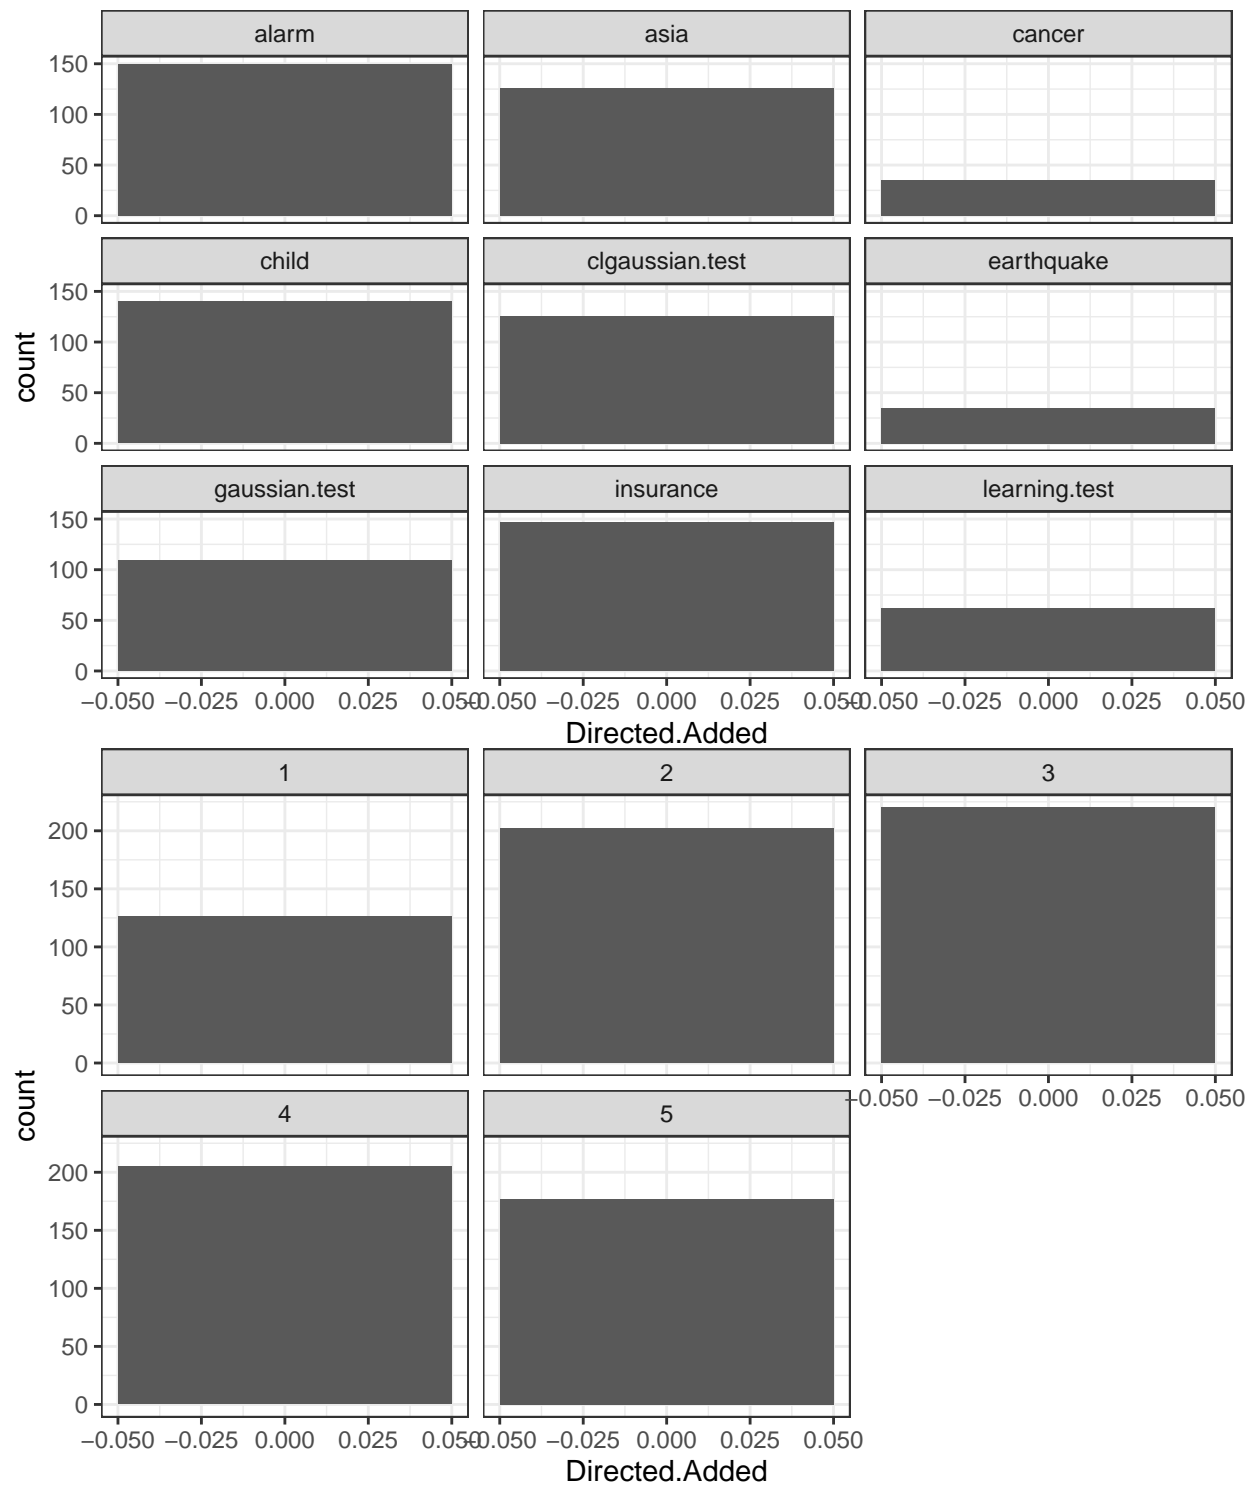 alarm asia cancer
150
100
50
0
child clgaussian.test earthquake
150
100
50
0
count
gaussian.test insurance learning.test
150
100
50
0
−0.050 −0.025 0.000 0.025 0.050 −0.050 −0.025 0.000 0.025 0.050 −0.050 −0.025 0.000 0.025 0.050
Directed.Added
1 2 3
200
150
100
50
0
−0.050 −0.025 0.000 0.025 0.050
count
4 5
200
150
100
50
0
−0.050 −0.025 0.000 0.025 0.050 −0.050 −0.025 0.000 0.025 0.050
Directed.Added